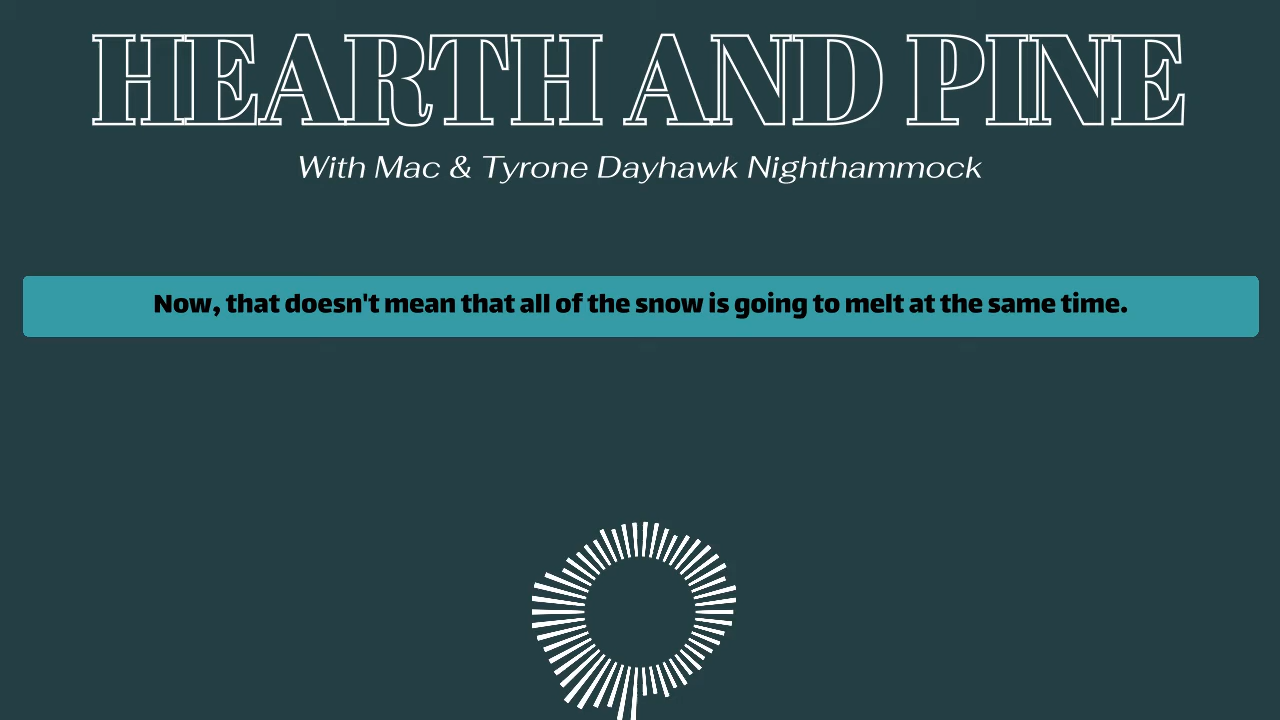 HEARTH AND PINE
With Mac & Tyrone Dayhawk Nighthammock
Now, that doesn't mean that all of the snow is going to melt at the same time.